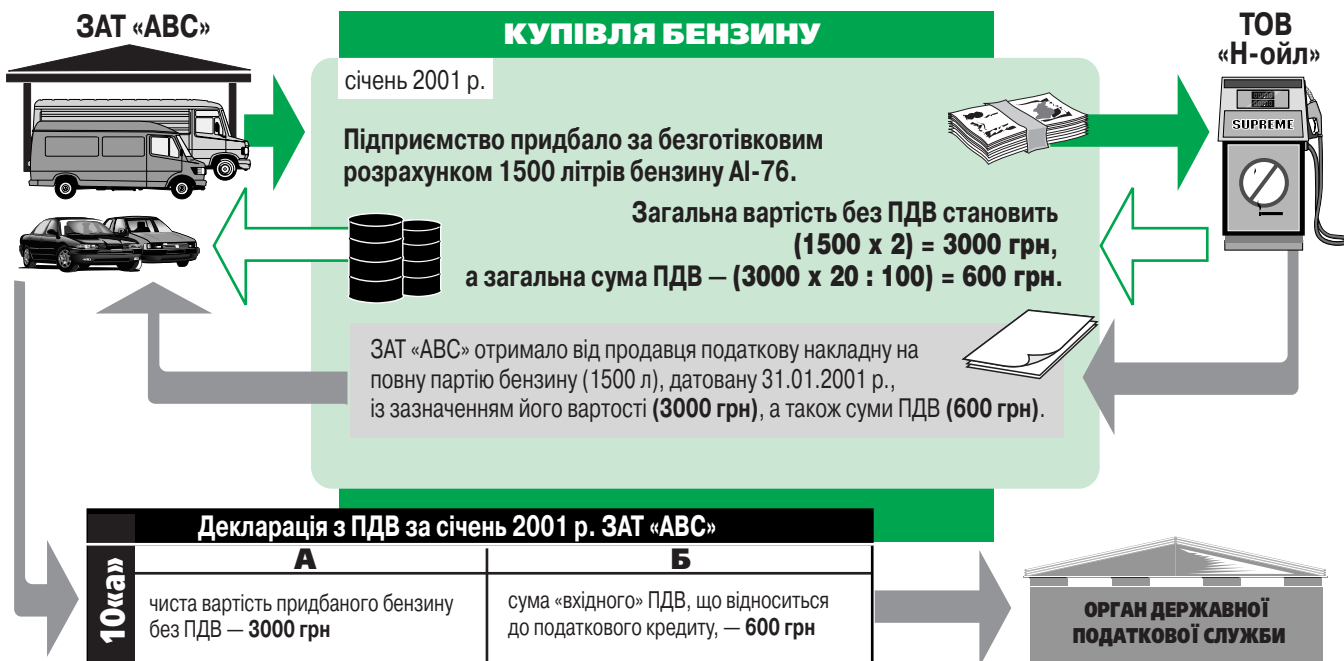 ЗАТ «АВС»
КУПІВЛЯ БЕНЗИНУ
ТОВ
«Н-ойл»
січень 2001 р.
SUPREME
Підприємство придбало за безготівковим
розрахунком 1500 літрів бензину АІ-76.
Загальна вартість без ПДВ становить
(1500 х 2) = 3000 грн,
а загальна сума ПДВ — (3000 х 20 : 100) = 600 грн.
ЗАТ «АВС» отримало від продавця податкову накладну на
повну партію бензину (1500 л), датовану 31.01.2001 р.,
із зазначенням його вартості (3000 грн), а також суми ПДВ (600 грн).
Декларація з ПДВ за січень 2001 р. ЗАТ «АВС»
10«а»
А
Б
чиста вартість придбаного бензину
без ПДВ — 3000 грн
сума «вхідного» ПДВ, що відноситься
до податкового кредиту, — 600 грн
ОРГАН ДЕРЖАВНОЇ
ПОДАТКОВОЇ СЛУЖБИ